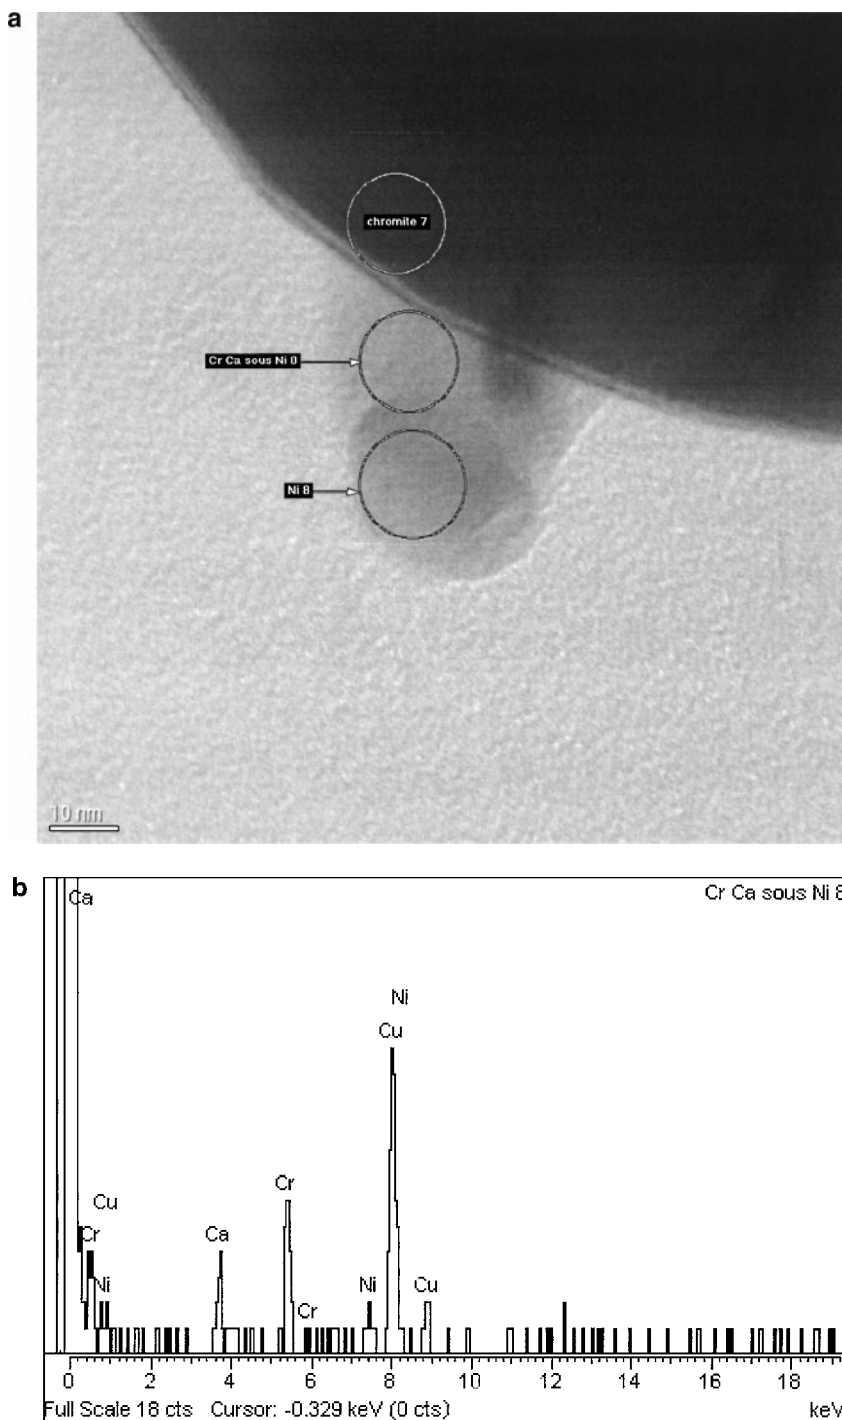 a
chromite 7
Cr Ca sous Ni 8
Ni 8
10 nm
b
Ca
Cr Ca sous Ni 8
Ni
Cu
Cr
Cu
Cr
Ca
Ni
Cr
Ni
Cu
0 2 4 6 8 10 12 14 16 18
Full Scale 18 cts Cursor: -0.329 keV (0 cts) keV